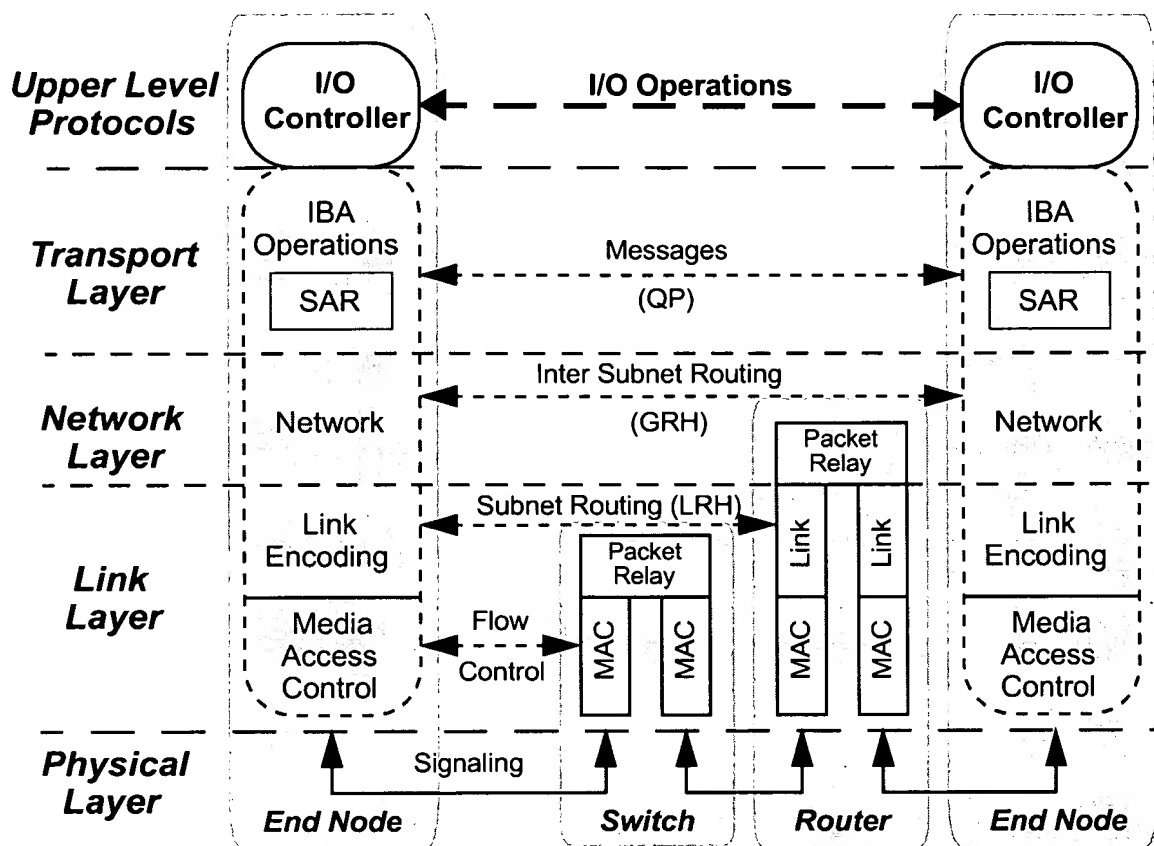 Upper Level
Protocols
I/O
Controller
I/O Operations
I/O
Controller
Transport
Layer
IBA
Operations
SAR
Messages
(QP)
IBA
Operations
SAR
Network
Layer
Network
Inter Subnet Routing
(GRH)
Packet
Relay
Network
Link
Layer
Link
Encoding
Subnet Routing (LRH)
Packet
Relay
Link
Link
Link
Encoding
Media
Access
Control
Flow
Control
MAC
MAC
MAC
MAC
Media
Access
Control
Physical
Layer
Signaling
End Node
Switch
Router
End Node